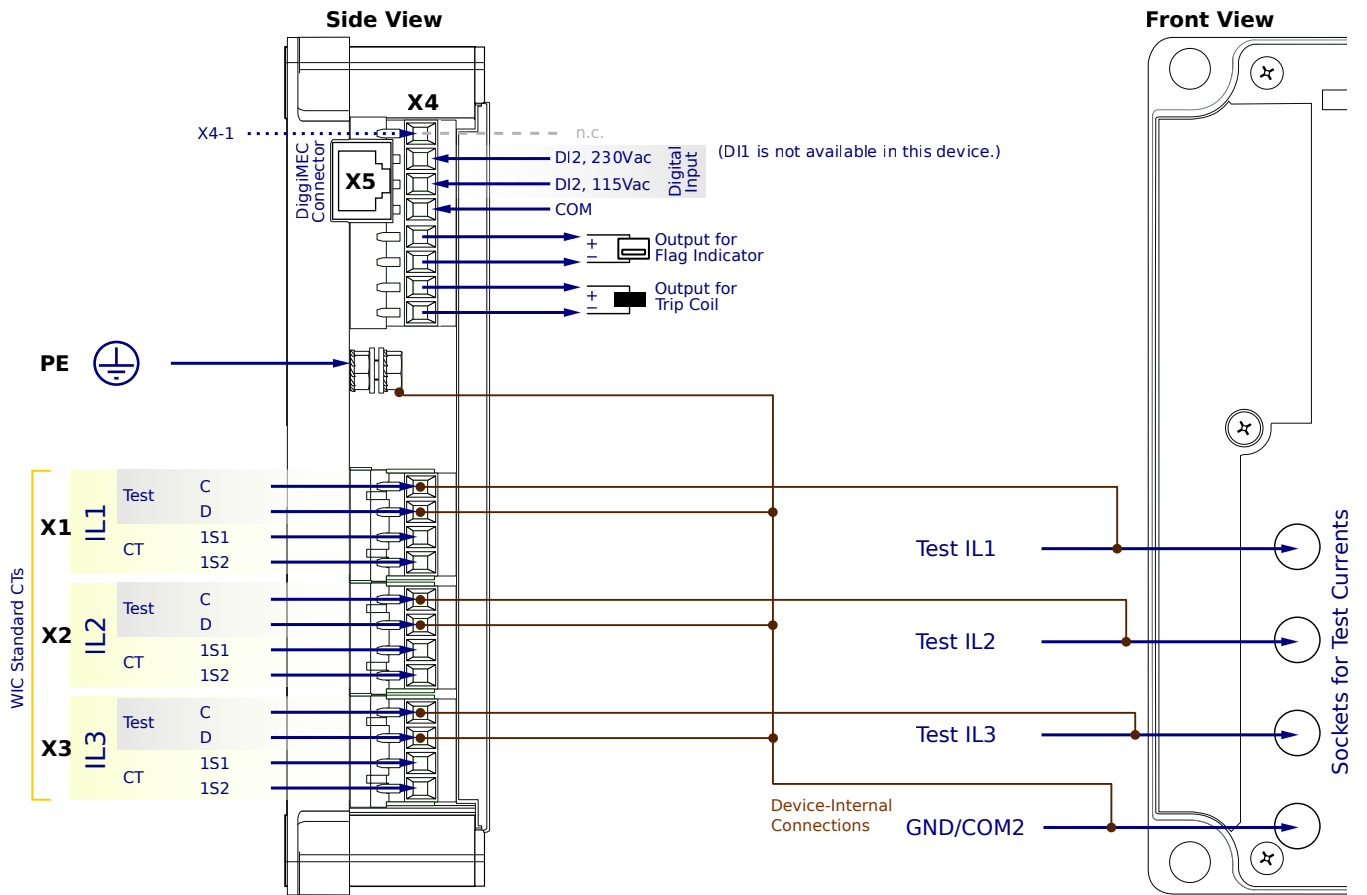 Side View
Front View
X4
X4-1
n.c.
DI2, 230Vac
(DI1 is not available in this device.)
DI2, 115Vac
Digital
Input
COM
DiggiMEC
Connector
X5
+
−
Output for
Flag Indicator
+
−
Output for
Trip Coil
PE
WIC Standard CTs
X1
IL1
Test
C
D
CT
1S1
1S2
X2
IL2
Test
C
D
CT
1S1
1S2
X3
IL3
Test
C
D
CT
1S1
1S2
Test IL1
Test IL2
Test IL3
Device-Internal
Connections
GND/COM2
Sockets for Test Currents